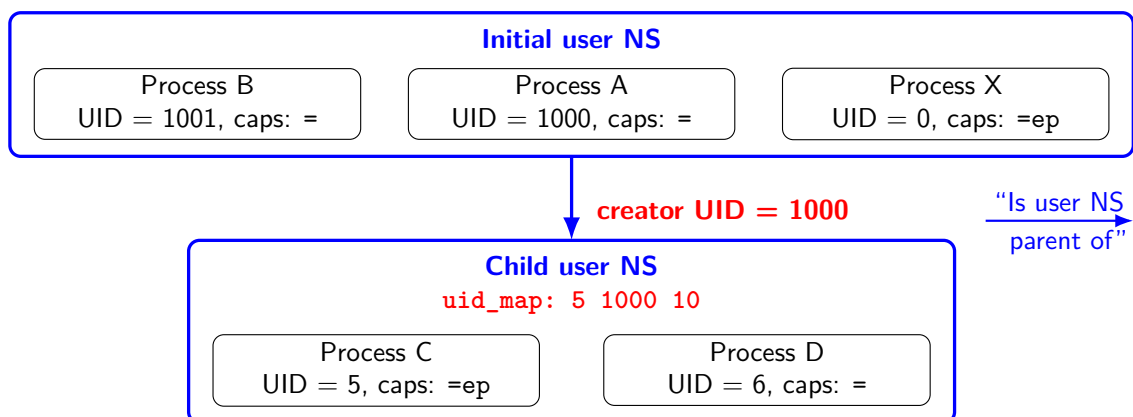 Initial user NS
Process B
UID = 1001, caps: =
Process A
UID = 1000, caps: =
Process X
UID = 0, caps: =ep
creator UID = 1000
“Is user NS
parent of”
Child user NS
uid_map: 5 1000 10
Process C
UID = 5, caps: =ep
Process D
UID = 6, caps: =